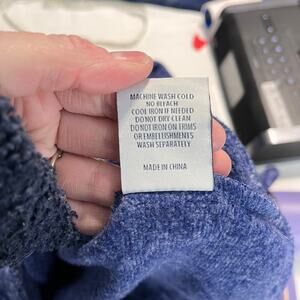 MACHINE WASH COLD
NO BLEACH
COOL IRON IF NEEDED
DO NOT DRY CLEAN
DO NOT IRON ON TRIMS
OR EMBELLISHMENTS
WASH SEPARATELY
MADE IN CHINA